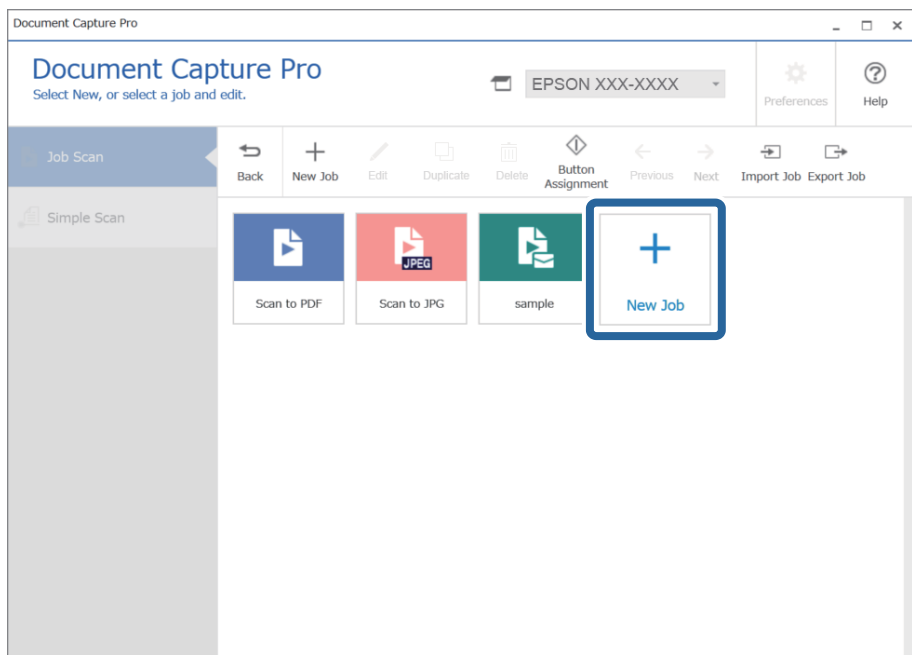 Document Capture Pro
Document Capture Pro
Select New, or select a job and edit.
EPSON XXX-XXXX
Preferences
Help
Job Scan
Simple Scan
Back
New Job
Edit
Duplicate
Delete
Button
Assignment
Previous
Next
Import Job
Export Job
JPEG
Scan to PDF
Scan to JPG
sample
New Job